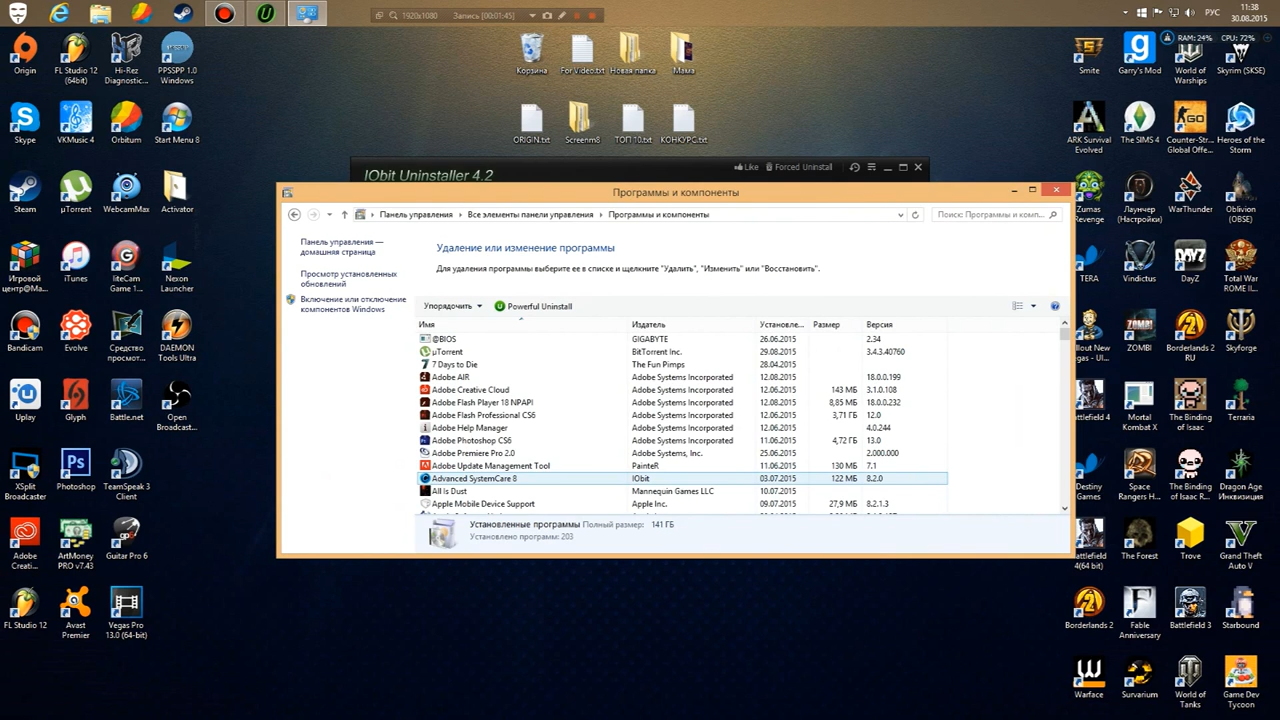 1920x1080
Запись [00:01:45]
РУС
11:38
30.08.2015
RAM: 24%
CPU: 72%
Origin
FL Studio 12 (64bit)
Hi-Rez Diagnostic...
PPSSPP 1.0 Windows
Корзина
For Video.txt
Новая папка
Мама
Smite
Garry's Mod
World of Warships
Skyrim (SKSE)
Skype
VKMusic 4
Orbitum
Start Menu 8
ORIGIN.txt
Screenm8
ТОП 10.txt
КОНКУРС.txt
ARK Survival Evolved
The SIMS 4
Counter-Str... Global Offe...
Heroes of the Storm
Like
Forced Uninstall
IObit Uninstaller 4.2
Программы и компоненты
Steam
µTorrent
WebcamMax
Activator
Панель управления
Все элементы панели управления
Программы и компоненты
Поиск: Программы и комп...
Zumas Revenge
Лаунчер (Настройки)
WarThunder
Oblivion (OBSE)
Панель управления — домашняя страница
Просмотр установленных обновлений
Включение или отключение компонентов Windows
Удаление или изменение программы
Для удаления программы выберите ее в списке и щелкните "Удалить", "Изменить" или "Восстановить".
Игровой центр@Ma...
iTunes
liteCam Game 1...
Nexon Launcher
TERA
Vindictus
DayZ
Total War ROME II...
Упорядочить
Powerful Uninstall
Имя Издатель Установле... Размер Версия
@BIOS GIGABYTE 26.06.2015 2.34
µTorrent BitTorrent Inc. 29.08.2015 3.4.3.40760
7 Days to Die The Fun Pimps 28.04.2015
Adobe AIR Adobe Systems Incorporated 12.08.2015 18.0.0.199
Adobe Creative Cloud Adobe Systems Incorporated 12.06.2015 143 МБ 3.1.0.108
Adobe Flash Player 18 NPAPI Adobe Systems Incorporated 12.08.2015 8,85 МБ 18.0.0.232
Adobe Flash Professional CS6 Adobe Systems Incorporated 12.06.2015 3,71 ГБ 12.0
Adobe Help Manager Adobe Systems Incorporated 12.06.2015 4.0.244
Adobe Photoshop CS6 Adobe Systems Incorporated 11.06.2015 4,72 ГБ 13.0
Adobe Premiere Pro 2.0 Adobe Systems, Inc. 25.06.2015 2.000.000
Adobe Update Management Tool PainteR 11.06.2015 130 МБ 7.1
Advanced SystemCare 8 IObit 03.07.2015 122 МБ 8.2.0
All Is Dust Mannequin Games LLC 10.07.2015
Apple Mobile Device Support Apple Inc. 09.07.2015 27,9 МБ 8.2.1.3
Установленные программы Полный размер: 141 ГБ
Установлено программ: 203
Bandicam
Evolve
Средство просмот...
DAEMON Tools Ultra
ZOMBI
Borderlands 2 RU
Skyforge
Uplay
Glyph
Battle.net
Open Broadcast...
Mortal Kombat X
The Binding of Isaac
Terraria
XSplit Broadcaster
Photoshop
TeamSpeak 3 Client
Destiny Games
Space Rangers H...
The Binding of Isaac R...
Dragon Age Инквизиция
Adobe Creati...
ArtMoney PRO v7.43
Guitar Pro 6
The Forest
Trove
Grand Theft Auto V
FL Studio 12
Avast Premier
Vegas Pro 13.0 (64-bit)
Borderlands 2
Fable Anniversary
Battlefield 3
Starbound
Warface
Survarium
World of Tanks
Game Dev Tycoon